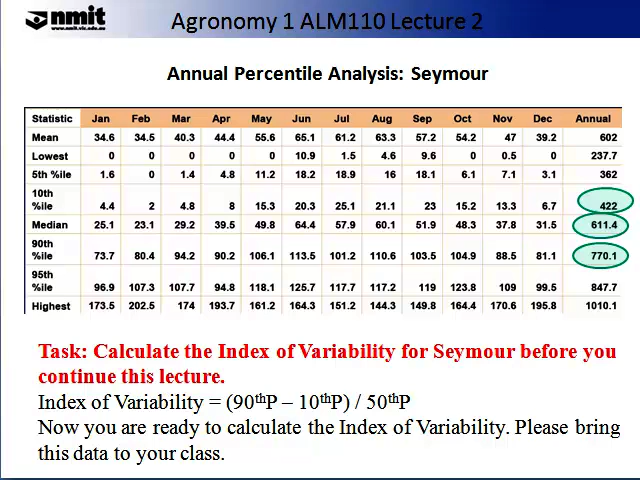 nmit
www.nmit.vic.edu.au
Agronomy 1 ALM110 Lecture 2
Annual Percentile Analysis: Seymour
Statistic Jan Feb Mar Apr May Jun Jul Aug Sep Oct Nov Dec Annual
Mean 34.6 34.5 40.3 44.4 55.6 65.1 61.2 63.3 57.2 54.2 47 39.2 602
Lowest 0 0 0 0 0 10.9 1.5 4.6 9.6 0 0.5 0 237.7
5th %ile 1.6 0 1.4 4.8 11.2 18.2 18.9 16 18.1 6.1 7.1 3.1 362
10th
%ile 4.4 2 4.8 8 15.3 20.3 25.1 21.1 23 15.2 13.3 6.7 422
Median 25.1 23.1 29.2 39.5 49.8 64.4 57.9 60.1 51.9 48.3 37.8 31.5 611.4
90th
%ile 73.7 80.4 94.2 90.2 106.1 113.5 101.2 110.6 103.5 104.9 88.5 81.1 770.1
95th
%ile 96.9 107.3 107.7 94.8 118.1 125.7 117.7 117.2 119 123.8 109 99.5 847.7
Highest 173.5 202.5 174 193.7 161.2 164.3 151.2 144.3 149.8 164.4 170.6 195.8 1010.1
Task: Calculate the Index of Variability for Seymour before you
continue this lecture.
Index of Variability = (90thP – 10thP) / 50thP
Now you are ready to calculate the Index of Variability. Please bring
this data to your class.